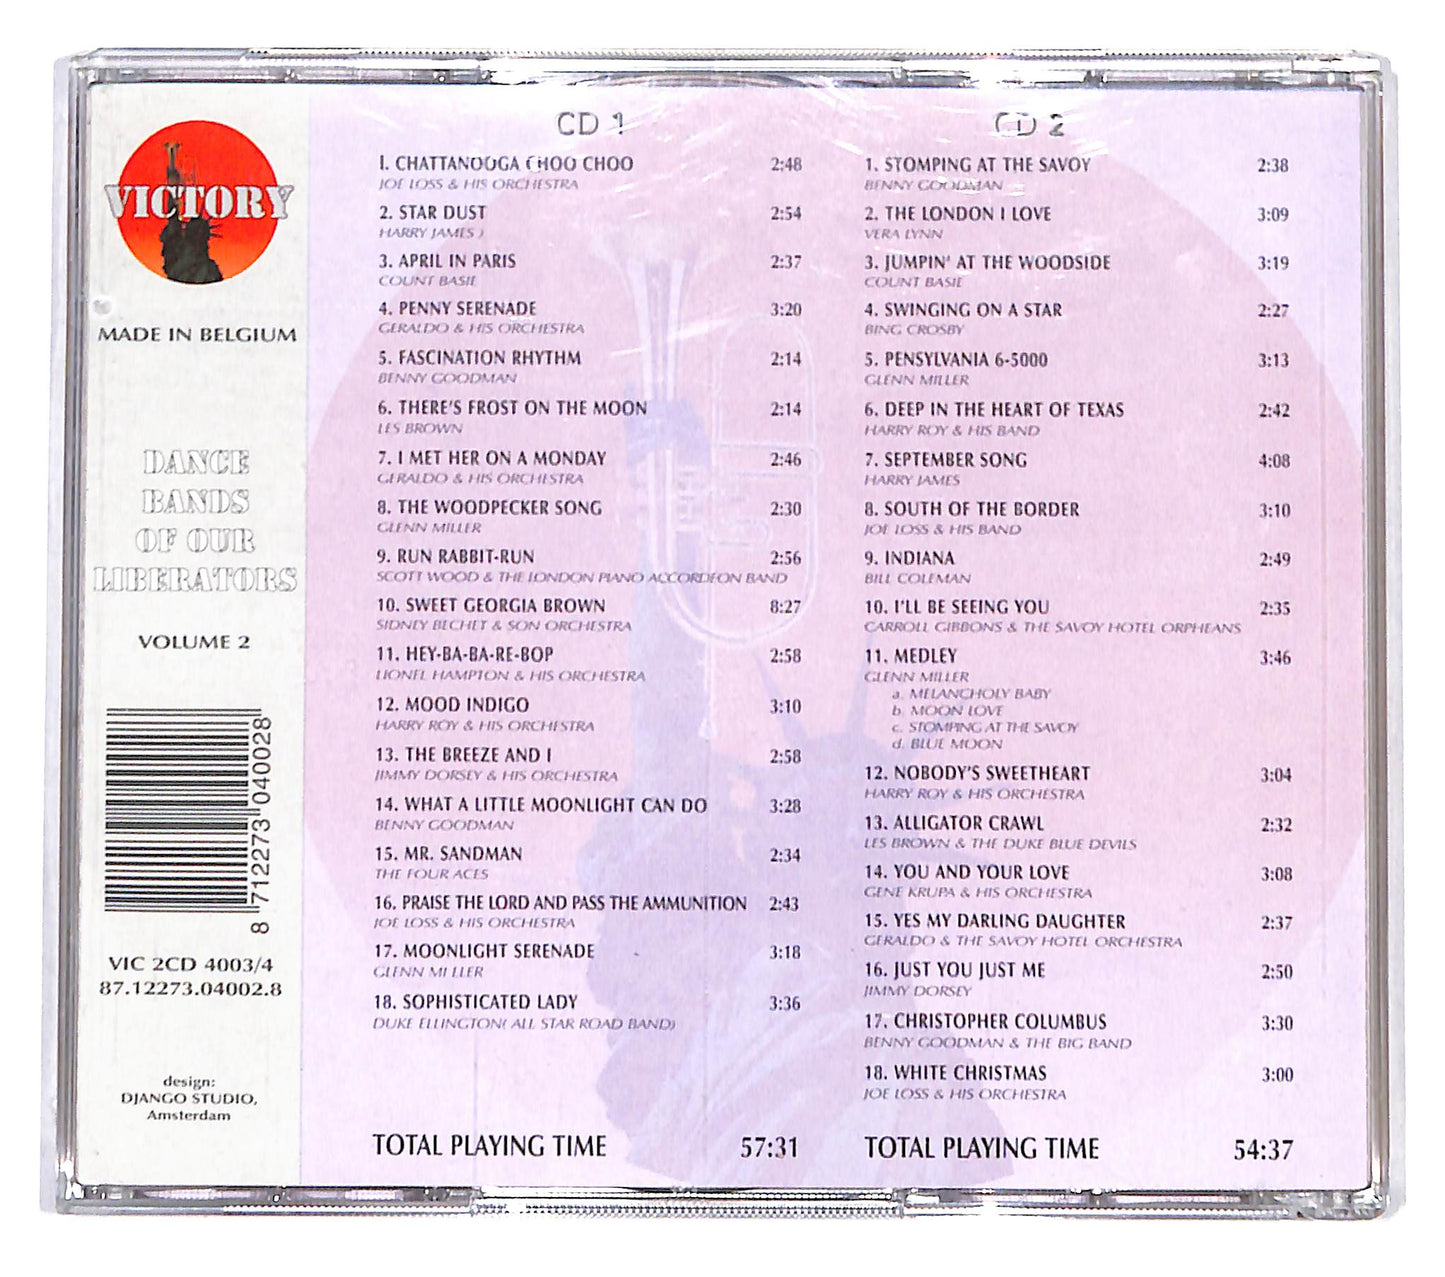 VICTORY
MADE IN BELGIUM
DANCE
BANDS
OF OUR
LIBERATORS
VOLUME 2
8 712273 040028
VIC 2CD 4003/4
87.12273.04002.8
design:
DJANGO STUDIO,
Amsterdam
CD 1
1. CHATTANOUGA CHOO CHOO 2:48
JOE LOSS & HIS ORCHESTRA
2. STAR DUST 2:54
HARRY JAMES )
3. APRIL IN PARIS 2:37
COUNT BASIE
4. PENNY SERENADE 3:20
GERALDO & HIS ORCHESTRA
5. FASCINATION RHYTHM 2:14
BENNY GOODMAN
6. THERE'S FROST ON THE MOON 2:14
LES BROWN
7. I MET HER ON A MONDAY 2:46
GERALDO & HIS ORCHESTRA
8. THE WOODPECKER SONG 2:30
GLENN MILLER
9. RUN RABBIT-RUN 2:56
SCOTT WOOD & THE LONDON PIANO ACCORDEON BAND
10. SWEET GEORGIA BROWN 8:27
SIDNEY BECHET & SON ORCHESTRA
11. HEY-BA-BA-RE-BOP 2:58
LIONEL HAMPTON & HIS ORCHESTRA
12. MOOD INDIGO 3:10
HARRY ROY & HIS ORCHESTRA
13. THE BREEZE AND I 2:58
JIMMY DORSEY & HIS ORCHESTRA
14. WHAT A LITTLE MOONLIGHT CAN DO 3:28
BENNY GOODMAN
15. MR. SANDMAN 2:34
THE FOUR ACES
16. PRAISE THE LORD AND PASS THE AMMUNITION 2:43
JOE LOSS & HIS ORCHESTRA
17. MOONLIGHT SERENADE 3:18
GLENN MILLER
18. SOPHISTICATED LADY 3:36
DUKE ELLINGTON( ALL STAR ROAD BAND)
TOTAL PLAYING TIME 57:31
CD 2
1. STOMPING AT THE SAVOY 2:38
BENNY GOODMAN
2. THE LONDON I LOVE 3:09
VERA LYNN
3. JUMPIN' AT THE WOODSIDE 3:19
COUNT BASIE
4. SWINGING ON A STAR 2:27
BING CROSBY
5. PENSYLVANIA 6-5000 3:13
GLENN MILLER
6. DEEP IN THE HEART OF TEXAS 2:42
HARRY ROY & HIS BAND
7. SEPTEMBER SONG 4:08
HARRY JAMES
8. SOUTH OF THE BORDER 3:10
JOE LOSS & HIS BAND
9. INDIANA 2:49
BILL COLEMAN
10. I'LL BE SEEING YOU 2:35
CARROLL GIBBONS & THE SAVOY HOTEL ORPHEANS
11. MEDLEY 3:46
GLENN MILLER
a. MELANCHOLY BABY
b. MOON LOVE
c. STOMPING AT THE SAVOY
d. BLUE MOON
12. NOBODY'S SWEETHEART 3:04
HARRY ROY & HIS ORCHESTRA
13. ALLIGATOR CRAWL 2:32
LES BROWN & THE DUKE BLUE DEVILS
14. YOU AND YOUR LOVE 3:08
GENE KRUPA & HIS ORCHESTRA
15. YES MY DARLING DAUGHTER 2:37
GERALDO & THE SAVOY HOTEL ORCHESTRA
16. JUST YOU JUST ME 2:50
JIMMY DORSEY
17. CHRISTOPHER COLUMBUS 3:30
BENNY GOODMAN & THE BIG BAND
18. WHITE CHRISTMAS 3:00
JOE LOSS & HIS ORCHESTRA
TOTAL PLAYING TIME 54:37